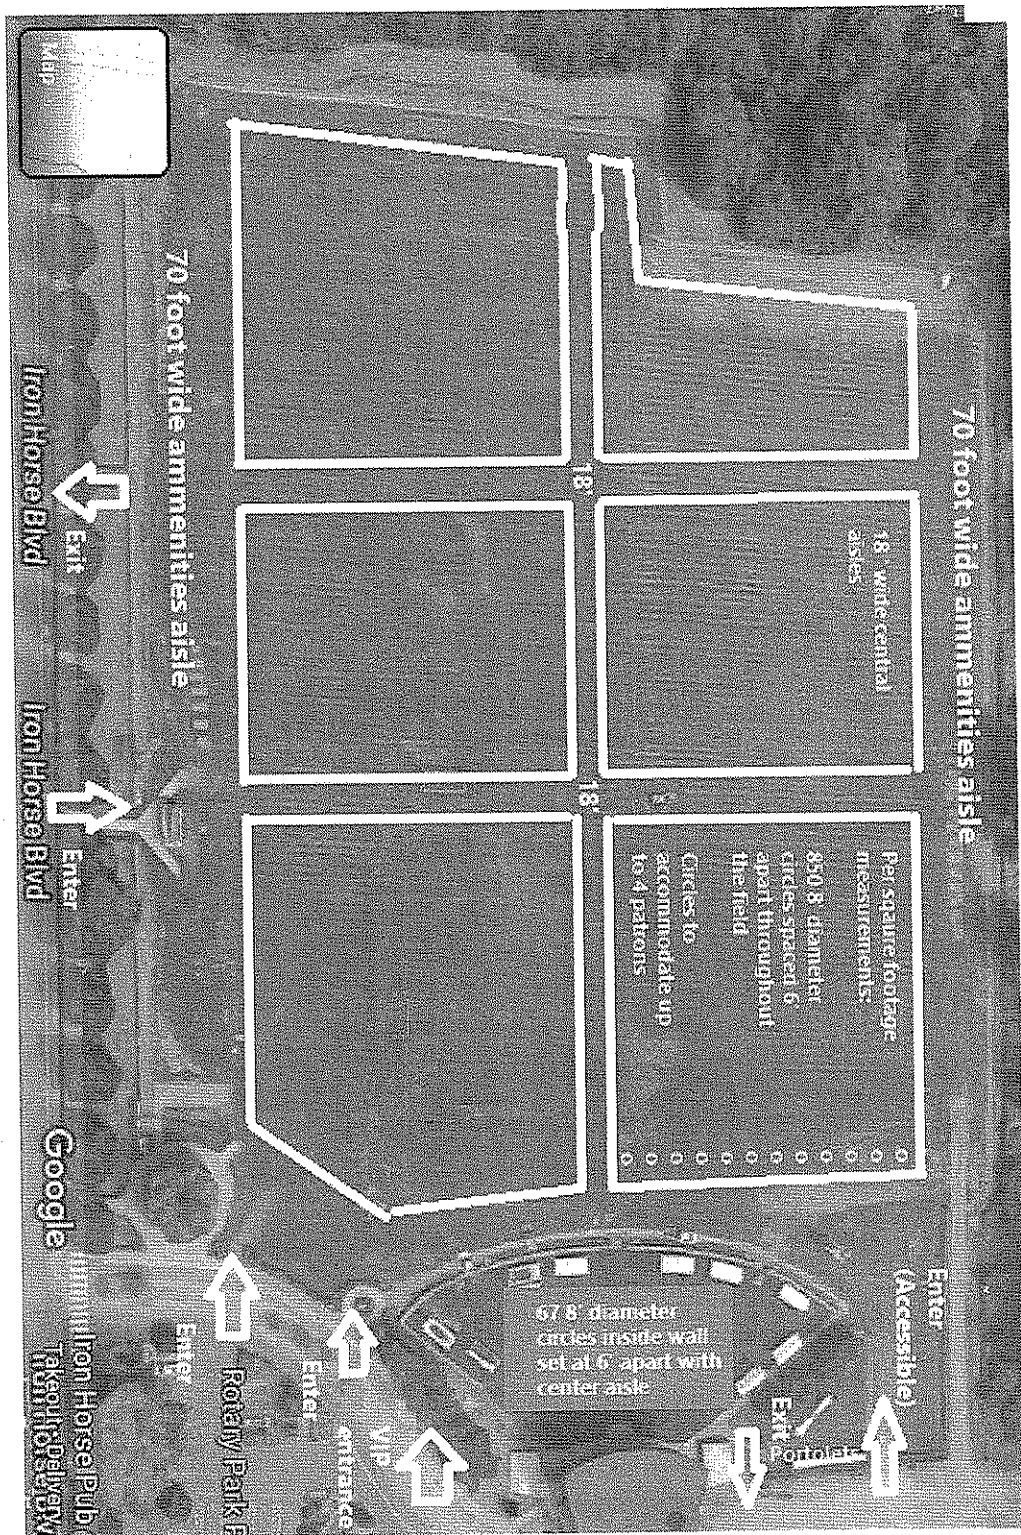 Map
70 foot wide ammenities aisle
70 foot wide ammenities aisle
18' wide central
aisles
18'
18'
Per sqaure footage
measurements:
850 8' diameter
circles spaced 6'
apart throughout
the field
Circles to
accommodate up
to 4 patrons
Iron Horse Blvd
Exit
Iron Horse Blvd
Enter
Enter
(Accessible)
67 8' diameter
circles inside wall
set at 6' apart with
center aisle
Exit
Portolets
VIP
entrance
Enter
Enter
Rotary Park P
Google
Iron Horse Pub
Takeout Delivery